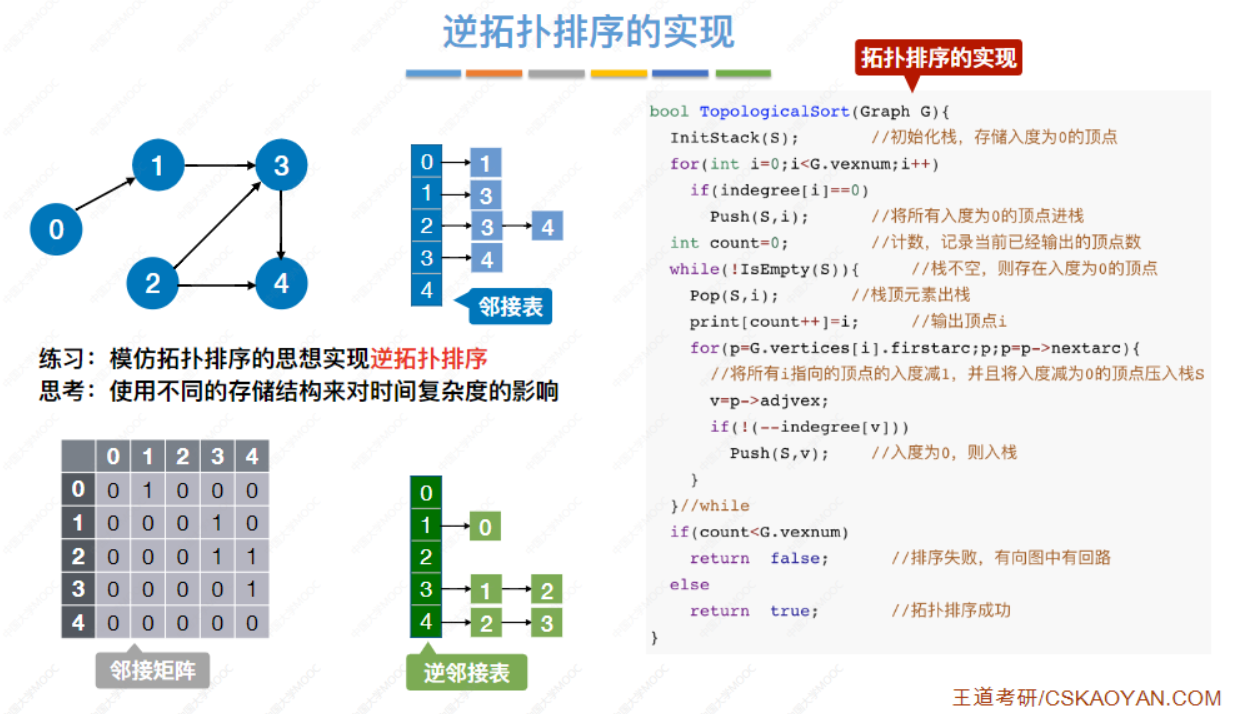 逆拓扑排序的实现
拓扑排序的实现
0
1
3
2
4
0 1
1 3
2 3 4
3 4
4
邻接表
练习：模仿拓扑排序的思想实现逆拓扑排序
思考：使用不同的存储结构来对时间复杂度的影响
0 1 2 3 4
0 0 1 0 0 0
1 0 0 0 1 0
2 0 0 0 1 1
3 0 0 0 0 1
4 0 0 0 0 0
邻接矩阵
0
1 0
2
3 1 2
4 2 3
逆邻接表
bool TopologicalSort(Graph G){
InitStack(S); //初始化栈，存储入度为0的顶点
for(int i=0;i<G.vexnum;i++)
if(indegree[i]==0)
Push(S,i); //将所有入度为0的顶点进栈
int count=0; //计数，记录当前已经输出的顶点数
while(!IsEmpty(S)){ //栈不空，则存在入度为0的顶点
Pop(S,i); //栈顶元素出栈
print[count++]=i; //输出顶点i
for(p=G.vertices[i].firstarc;p;p=p->nextarc){
//将所有i指向的顶点的入度减1，并且将入度减为0的顶点压入栈S
v=p->adjvex;
if(!(--indegree[v]))
Push(S,v); //入度为0，则入栈
}
}//while
if(count<G.vexnum)
return false; //排序失败，有向图中有回路
else
return true; //拓扑排序成功
}
王道考研/CSKAOYAN.COM